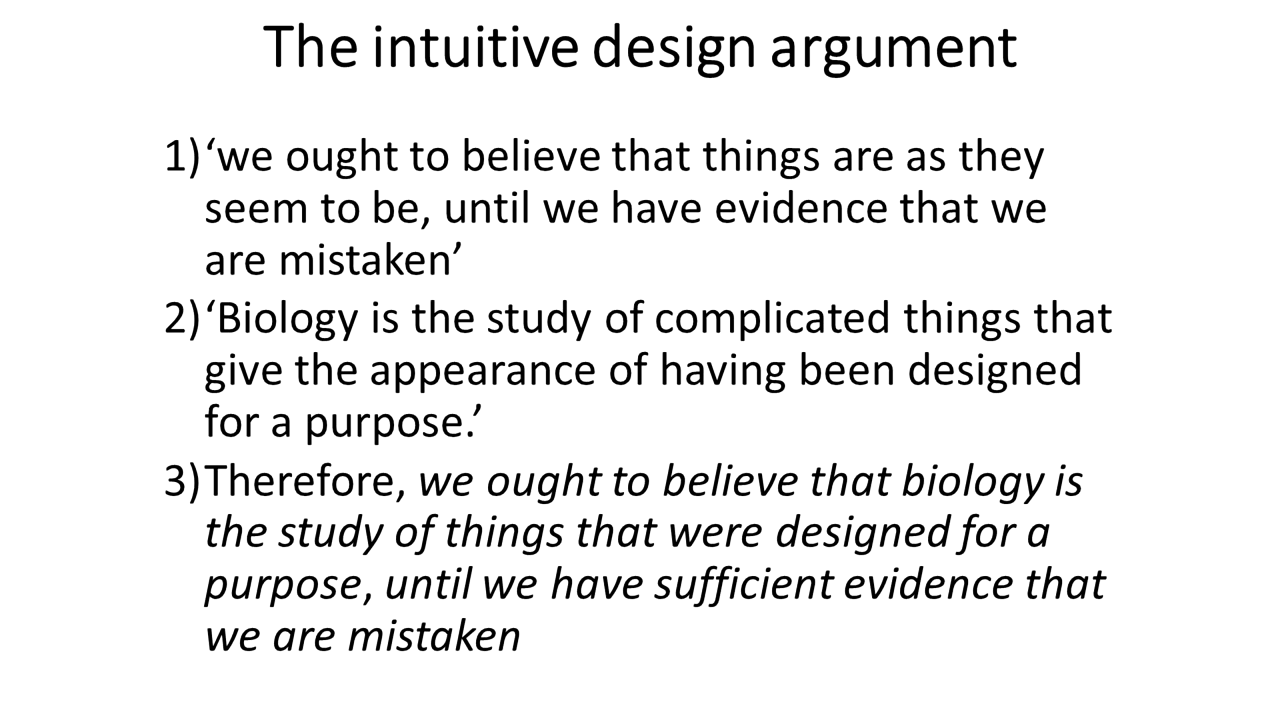 The intuitive design argument
1) ‘we ought to believe that things are as they
seem to be, until we have evidence that we
are mistaken’
2) ‘Biology is the study of complicated things that
give the appearance of having been designed
for a purpose.’
3) Therefore, we ought to believe that biology is
the study of things that were designed for a
purpose, until we have sufficient evidence that
we are mistaken